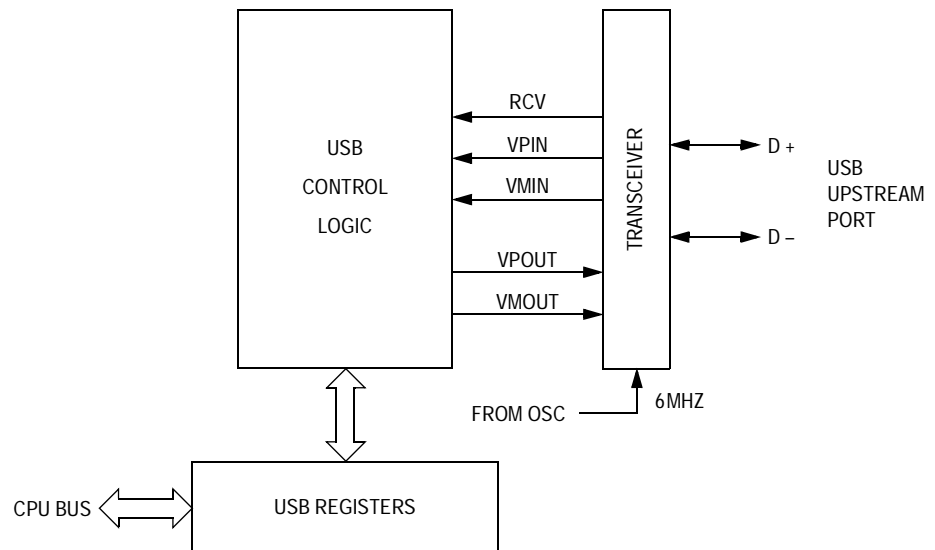 USB
CONTROL
LOGIC
RCV
VPIN
VMIN
VPOUT
VMOUT
TRANSCEIVER
D +
D –
USB
UPSTREAM
PORT
FROM OSC
6MHZ
CPU BUS
USB REGISTERS